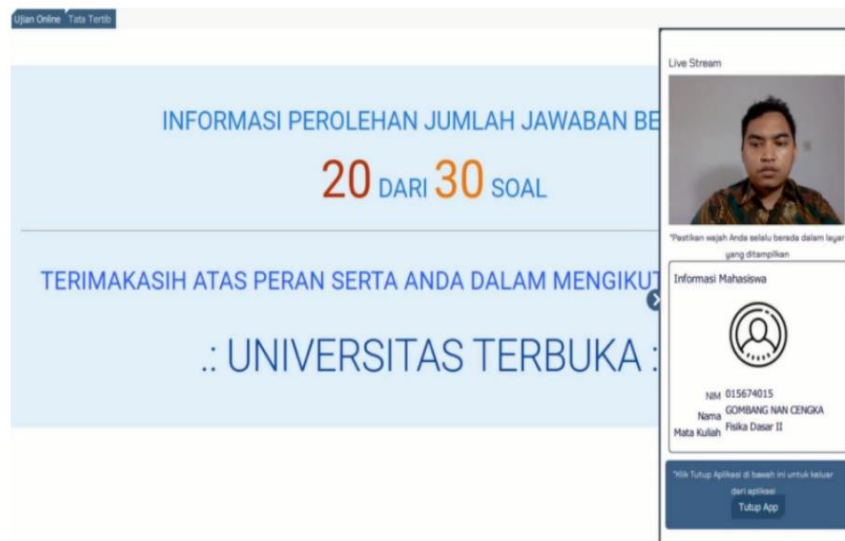 Ujian Online Tata Tertib
INFORMASI PEROLEHAN JUMLAH JAWABAN BE
20 DARI 30 SOAL
TERIMAKASIH ATAS PERAN SERTA ANDA DALAM MENGIKUT
.: UNIVERSITAS TERBUKA :
Live Stream
*Pastikan wajah Anda selalu berada dalam layar
yang ditampilkan
Informasi Mahasiswa
NIM 015674015
Nama GOMBANG NAN CENGKA
Mata Kuliah Fisika Dasar II
*Klik Tutup Aplikasi di bawah ini untuk keluar
dari aplikasi
Tutup App